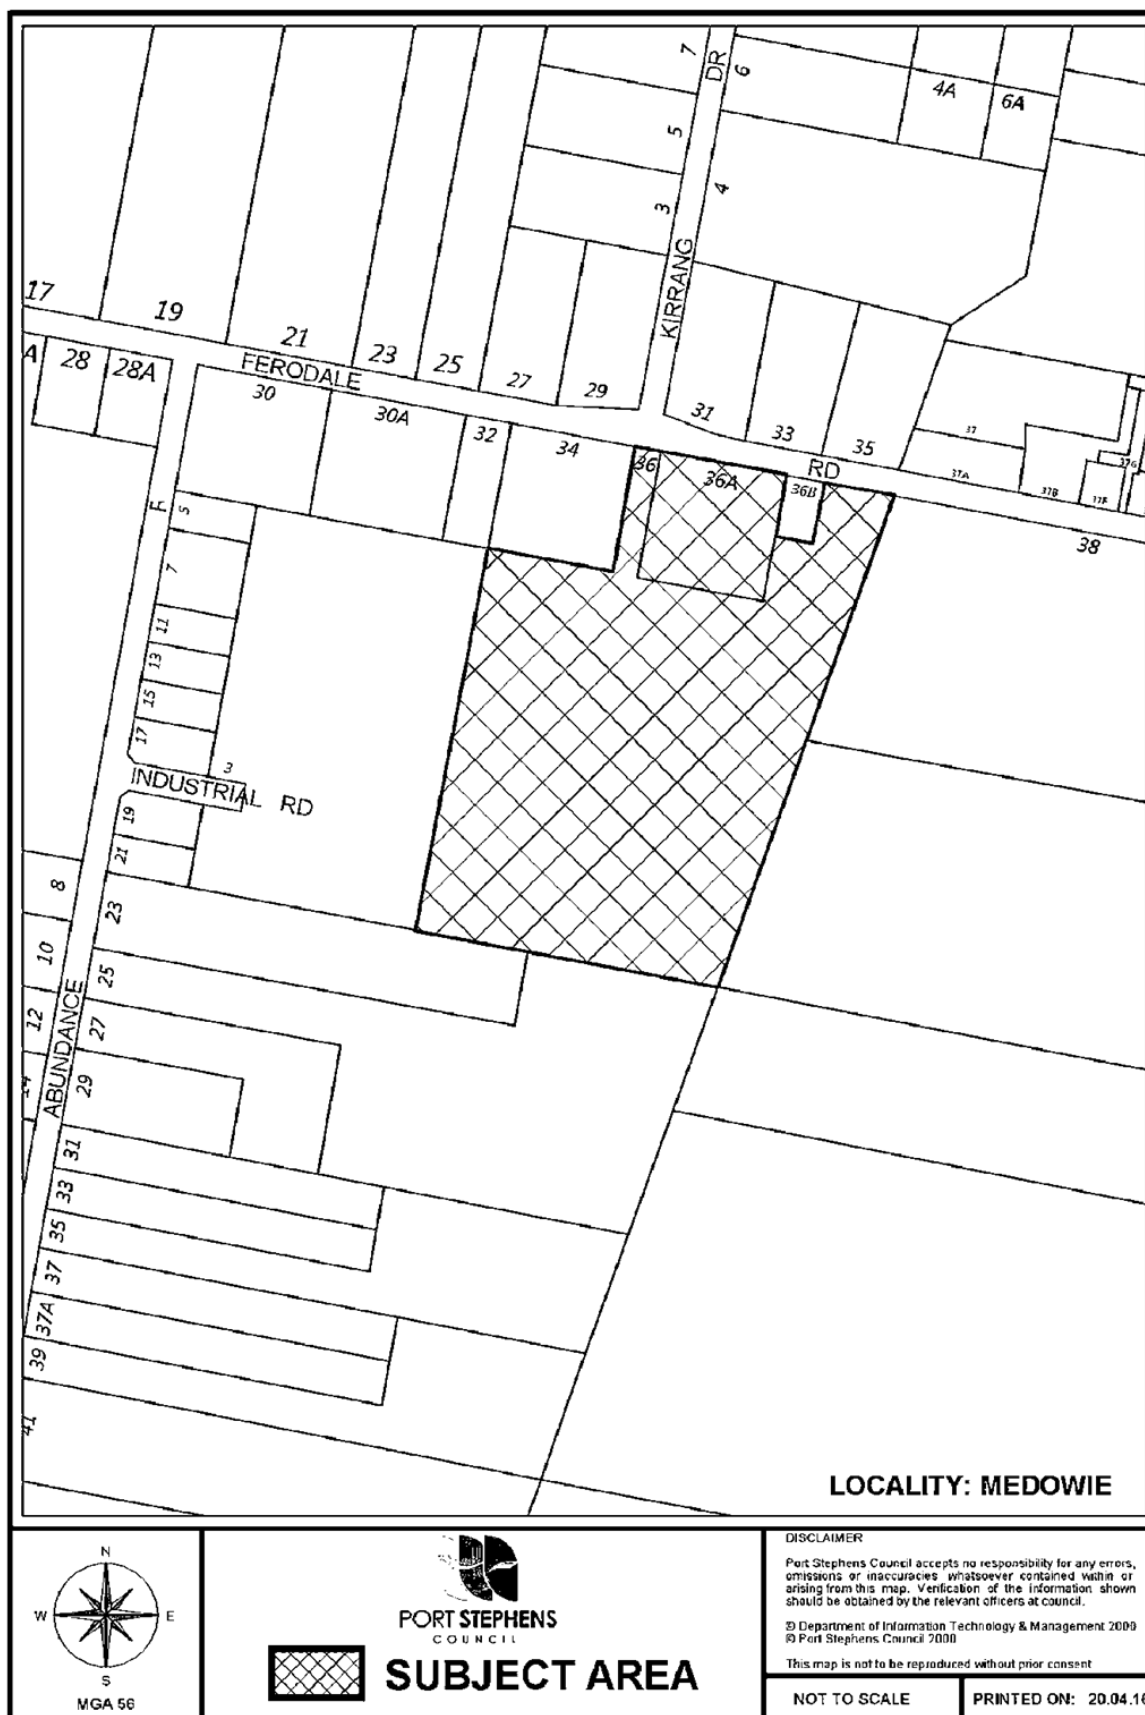 7
DR
6
4A
6A
5
4
3
KIRRANG
17
19
21
23
25
27
29
31
33
35
FERODALE
RD
A
28
28A
30
30A
32
34
36
36A
36B
37
37A
37B
37F
37G
38
5
7
11
13
15
17
3
INDUSTRIAL RD
19
21
8
23
10
25
12
27
ABUNDANCE
29
31
33
35
37
37A
39
41
LOCALITY: MEDOWIE
N
W
E
S
MGA 56
PORT STEPHENS
COUNCIL
SUBJECT AREA
DISCLAIMER
Port Stephens Council accepts no responsibility for any errors,
omissions or inaccuracies whatsoever contained within or
arising from this map. Verification of the information shown
should be obtained by the relevant officers at council.
© Department of Information Technology & Management 2000
© Port Stephens Council 2000
This map is not to be reproduced without prior consent
NOT TO SCALE
PRINTED ON: 20.04.16